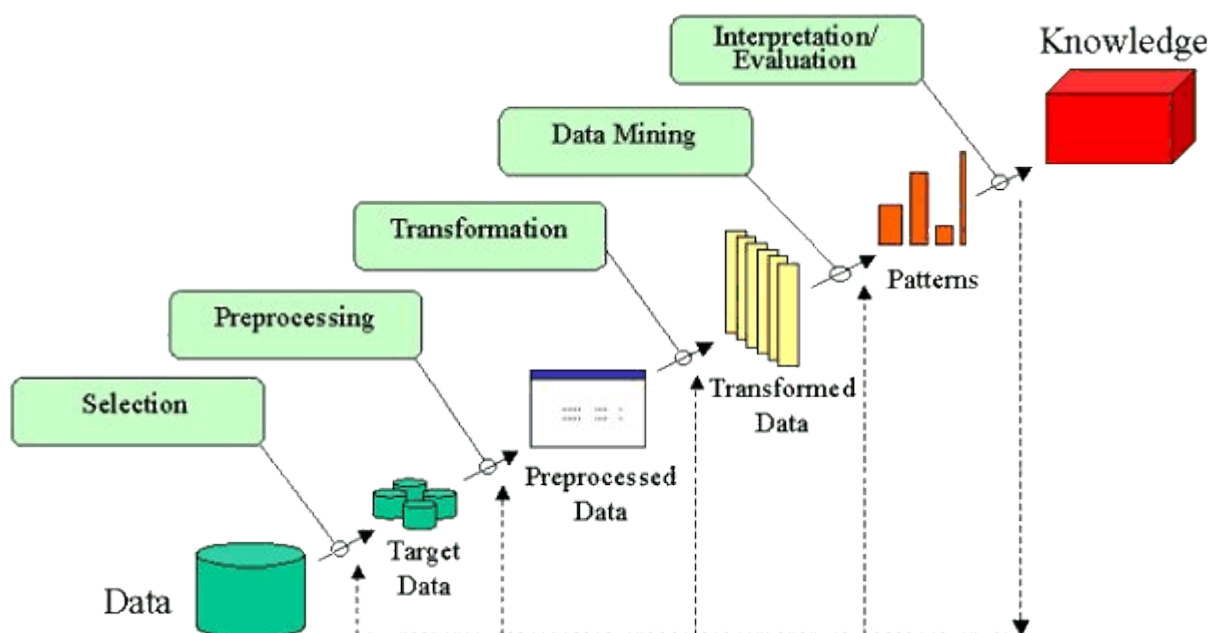 Interpretation/
Evaluation
Knowledge
Data Mining
Transformation
Patterns
Preprocessing
Transformed
Data
Selection
Preprocessed
Data
Target
Data
Data